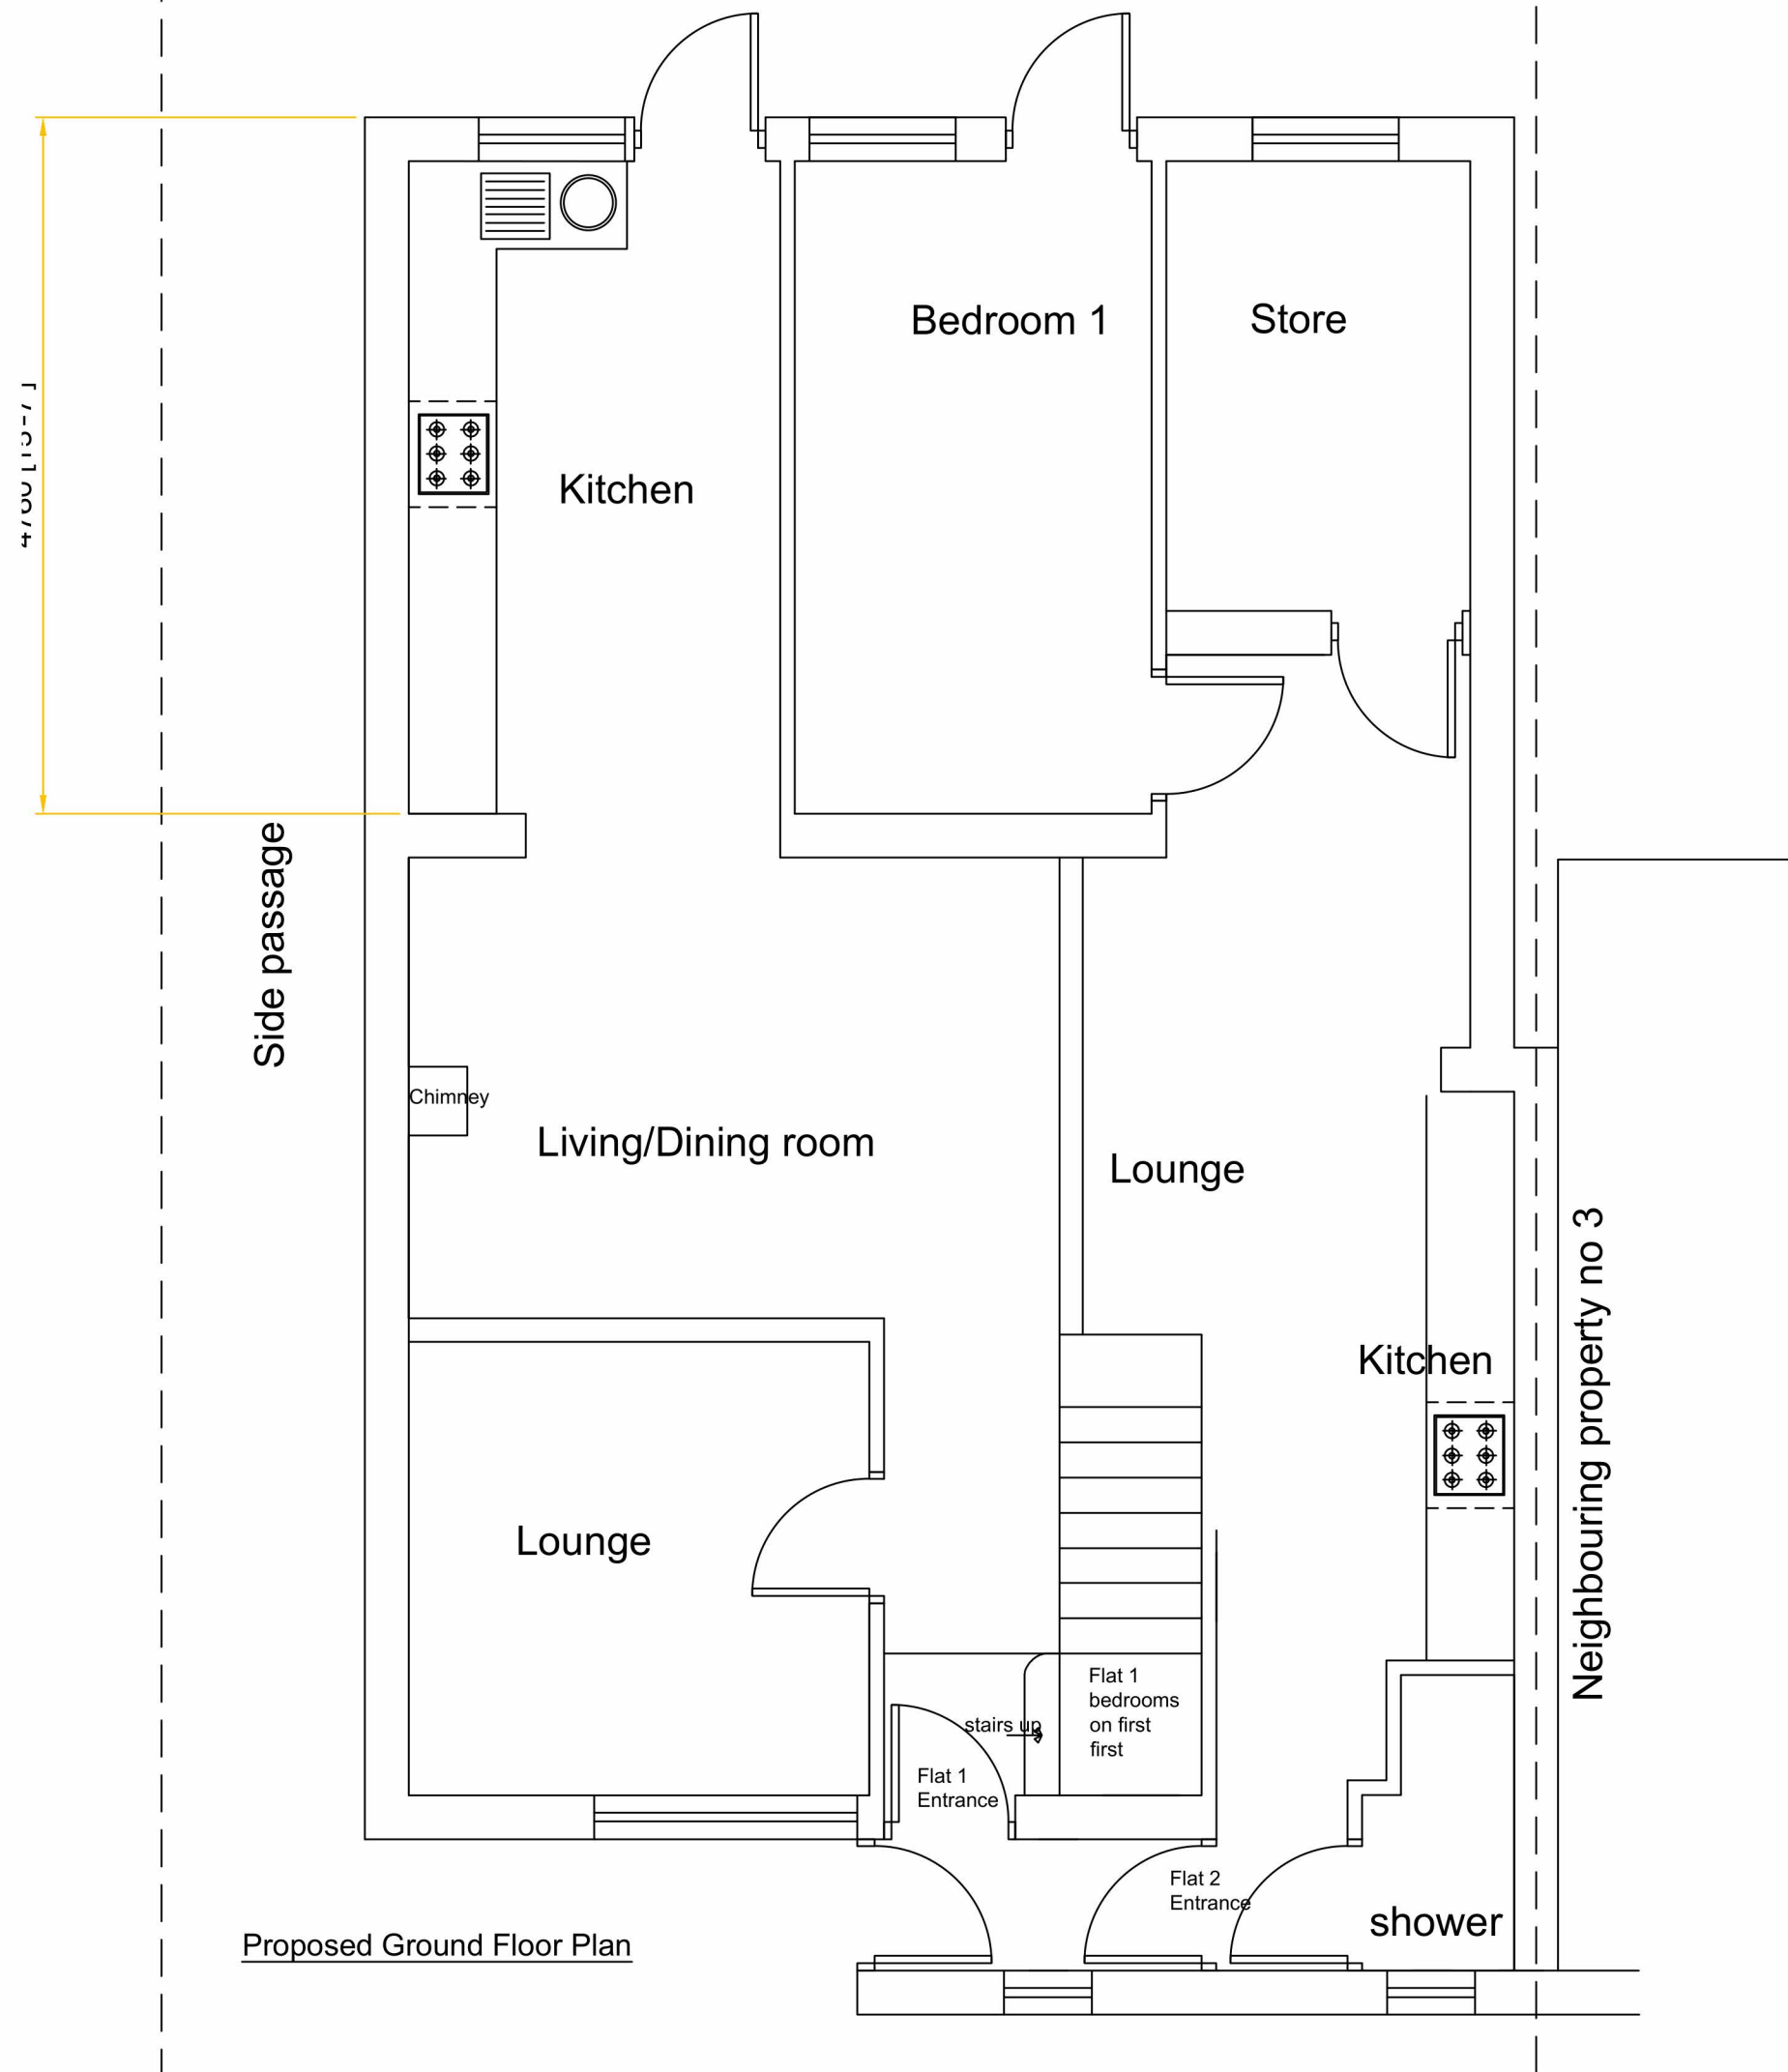 Bedroom 1
Store
Kitchen
Side passage
Chimney
Living/Dining room
Lounge
Neighbouring property no 3
Kitchen
Lounge
Flat 1
bedrooms
on first
first
stairs up
Flat 1
Entrance
Flat 2
Entrance
shower
Proposed Ground Floor Plan